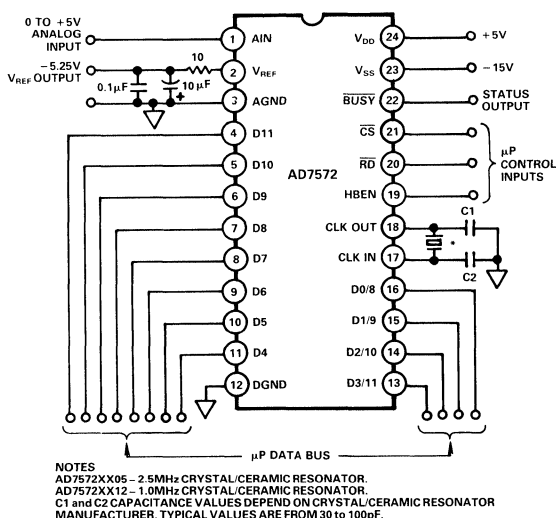 0 TO +5V
ANALOG
INPUT
1 AIN
VDD 24
+5V
-5.25V
VREF OUTPUT
0.1µF
10µF
+
10
2 VREF
VSS 23
-15V
3 AGND
BUSY 22
STATUS
OUTPUT
4 D11
CS 21
5 D10
AD7572
RD 20
µP
CONTROL
INPUTS
6 D9
HBEN 19
7 D8
CLK OUT 18
C1
*
8 D7
CLK IN 17
C2
9 D6
D0/8 16
10 D5
D1/9 15
11 D4
D2/10 14
12 DGND
D3/11 13
µP DATA BUS
NOTES
AD7572XX05 – 2.5MHz CRYSTAL/CERAMIC RESONATOR.
AD7572XX12 – 1.0MHz CRYSTAL/CERAMIC RESONATOR.
C1 and C2 CAPACITANCE VALUES DEPEND ON CRYSTAL/CERAMIC RESONATOR
MANUFACTURER. TYPICAL VALUES ARE FROM 30 to 100pF.